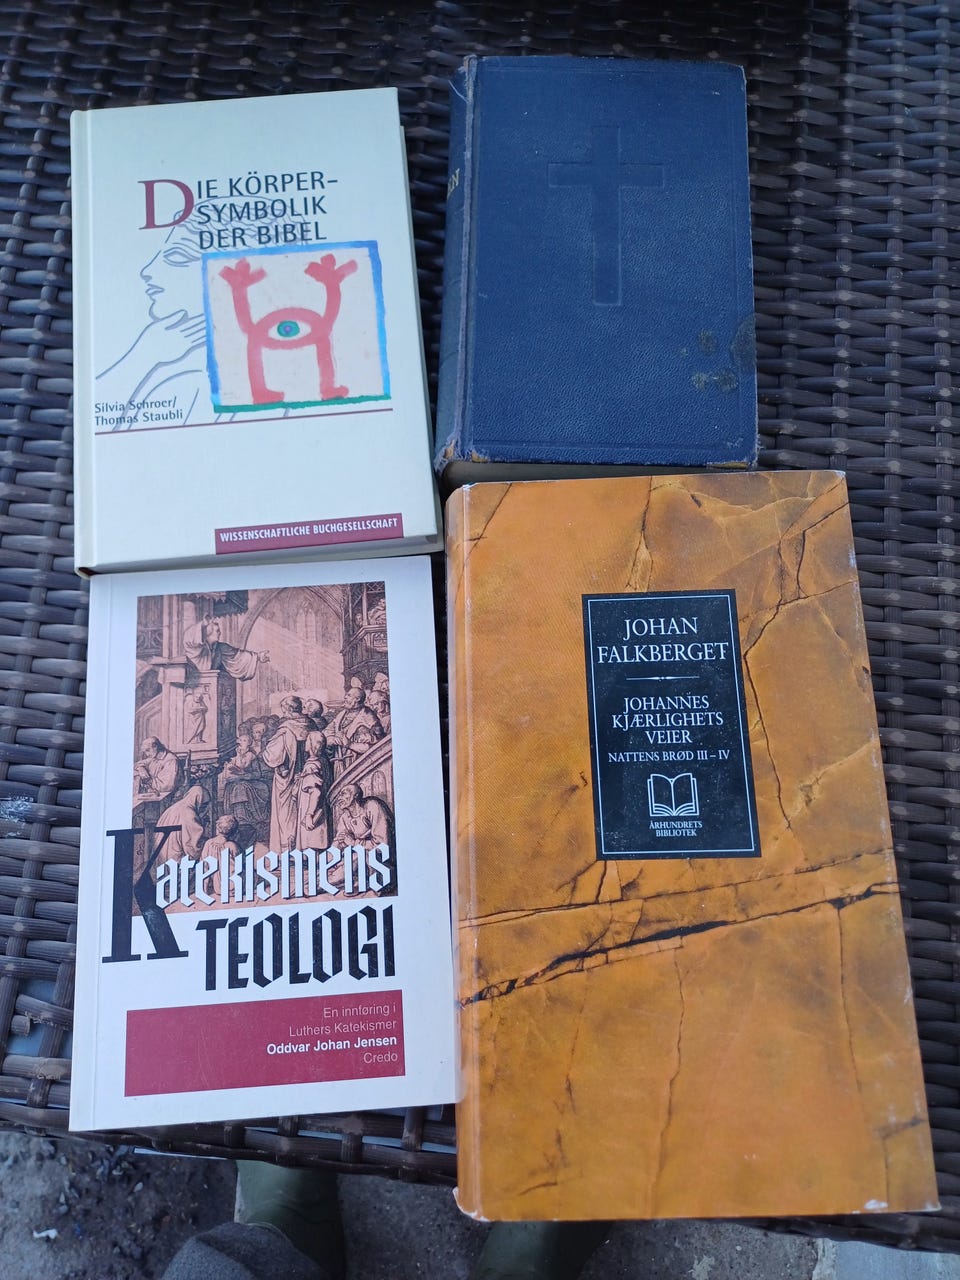 DIE KÖRPER-
SYMBOLIK
DER BIBEL
Silvia Schroer/
Thomas Staubli
WISSENSCHAFTLICHE BUCHGESELLSCHAFT
JOHAN
FALKBERGET
JOHANNES
KJÆRLIGHETS
VEIER
NATTENS BRØD III – IV
ÅRHUNDRETS
BIBLIOTEK
Katekismens
TEOLOGI
En innføring i
Luthers Katekismer
Oddvar Johan Jensen
Credo